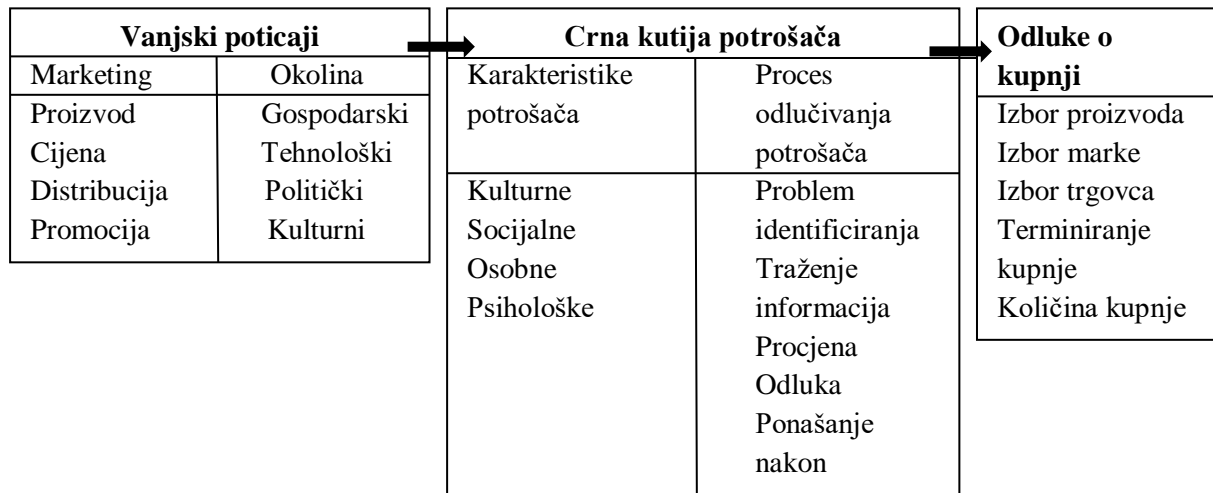 Vanjski poticaji
Marketing
Okolina
Proizvod
Cijena
Distribucija
Promocija
Gospodarski
Tehnološki
Politički
Kulturni
Crna kutija potrošača
Karakteristike
potrošača
Proces
odlučivanja
potrošača
Kulturne
Socijalne
Osobne
Psihološke
Problem
identificiranja
Traženje
informacija
Procjena
Odluka
Ponašanje
nakon
Odluke o
kupnji
Izbor proizvoda
Izbor marke
Izbor trgovca
Terminiranje
kupnje
Količina kupnje